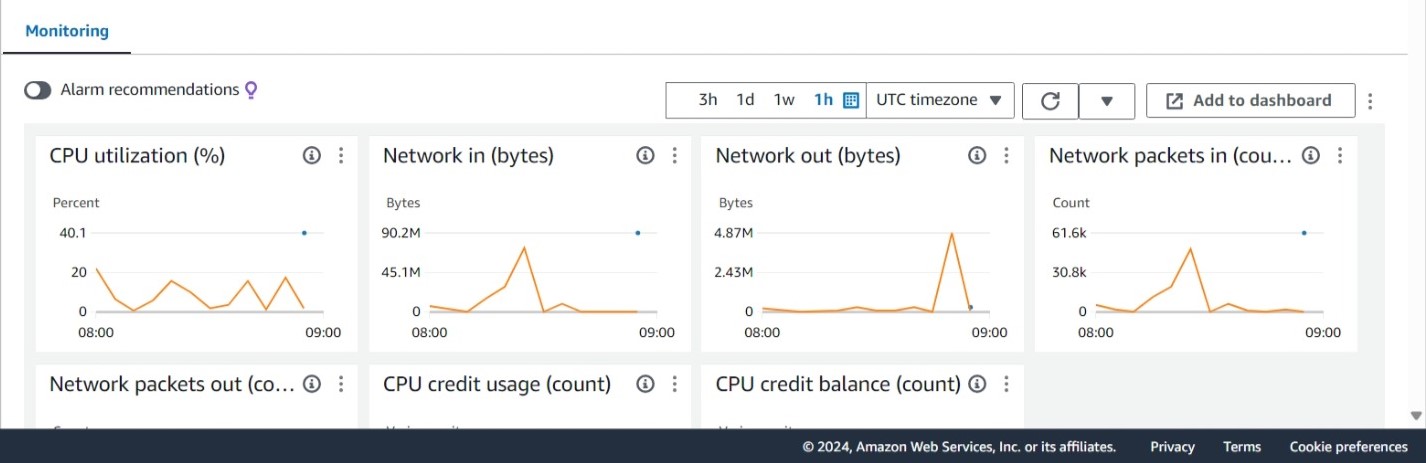 Monitoring
Alarm recommendations
3h 1d 1w 1h UTC timezone Add to dashboard
CPU utilization (%)
Percent
40.1
20
0
08:00 09:00
Network in (bytes)
Bytes
90.2M
45.1M
0
08:00 09:00
Network out (bytes)
Bytes
4.87M
2.43M
0
08:00 09:00
Network packets in (cou...
Count
61.6k
30.8k
0
08:00 09:00
Network packets out (co...
CPU credit usage (count)
CPU credit balance (count)
© 2024, Amazon Web Services, Inc. or its affiliates. Privacy Terms Cookie preferences